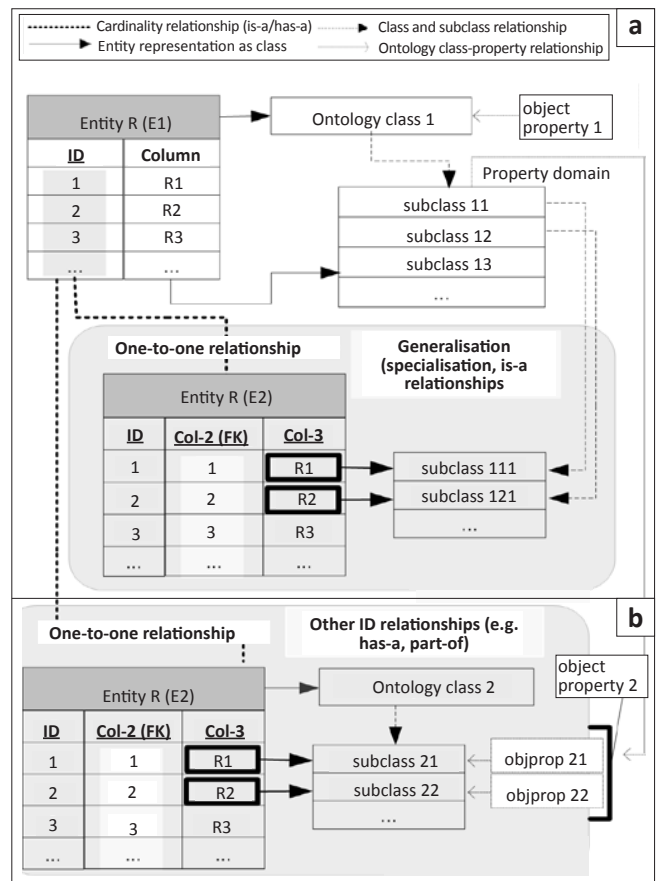 Cardinality relationship (is-a/has-a)
Class and subclass relationship
Entity representation as class
Ontology class-property relationship
a
Entity R (E1)
ID Column
1 R1
2 R2
3 R3
... ...
Ontology class 1
object
property 1
Property domain
subclass 11
subclass 12
subclass 13
...
One-to-one relationship
Generalisation
(specialisation, is-a
relationships
Entity R (E2)
ID Col-2 (FK) Col-3
1 1 R1
2 2 R2
3 3 R3
... ... ...
subclass 111
subclass 121
...
b
One-to-one relationship
Other ID relationships (e.g.
has-a, part-of)
object
property 2
Entity R (E2)
ID Col-2 (FK) Col-3
1 1 R1
2 2 R2
3 3 R3
... ... ...
Ontology class 2
subclass 21
subclass 22
...
objprop 21
objprop 22